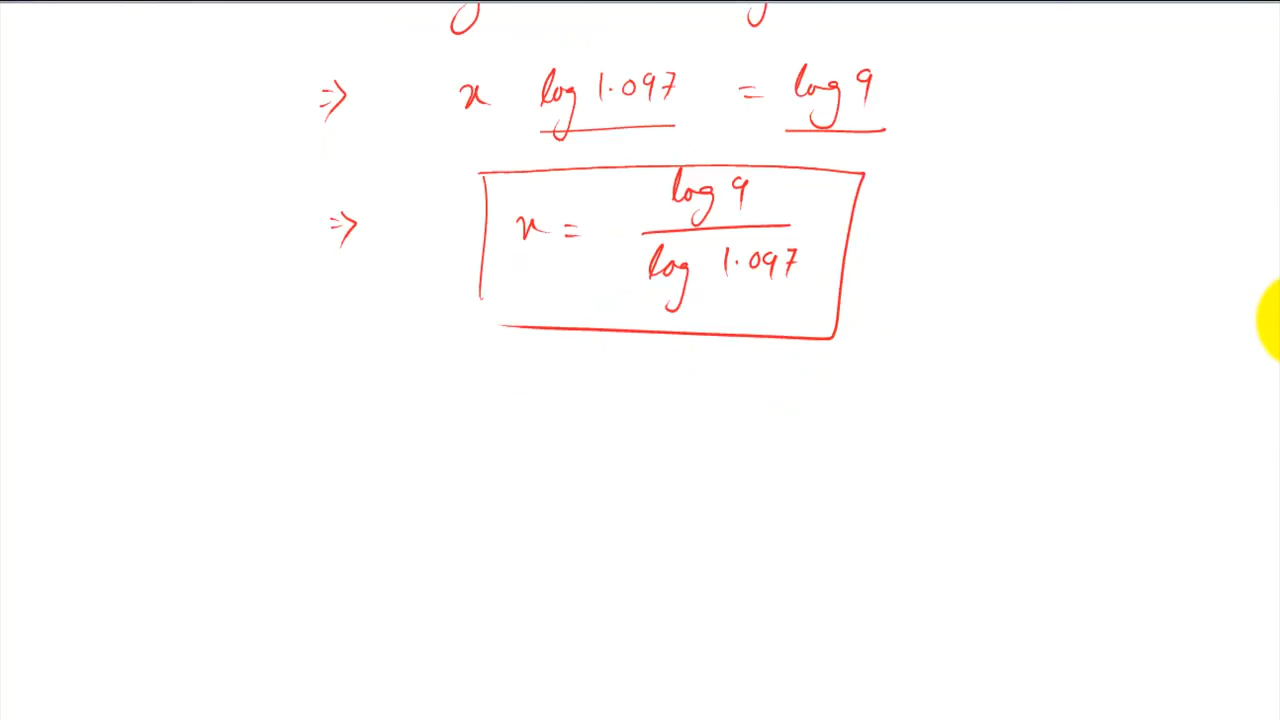 ⇒ x log 1.097 = log 9
⇒ x = log 9 / log 1.097